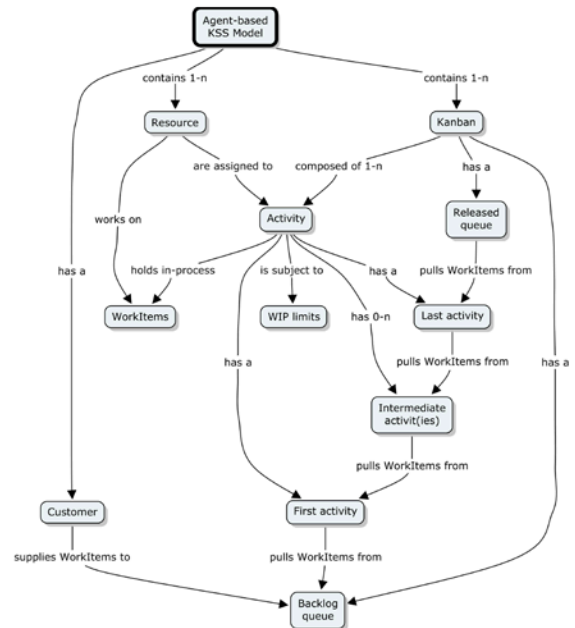 Agent-based
KSS Model
contains 1-n
contains 1-n
Resource
Kanban
are assigned to
composed of 1-n
has a
works on
Activity
Released
queue
has a
holds in-process
is subject to
has a
pulls WorkItems from
WorkItems
WIP limits
has 0-n
Last activity
has a
pulls WorkItems from
has a
Intermediate
activit(ies)
pulls WorkItems from
Customer
First activity
supplies WorkItems to
pulls WorkItems from
Backlog
queue